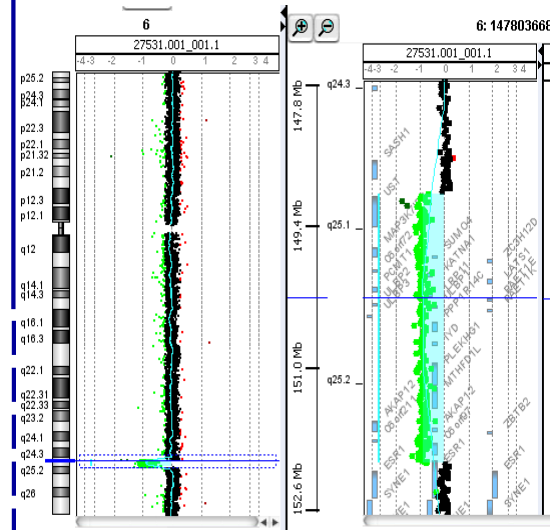 6
27531.001_001.1
-4 -3 -2 -1 0 1 2 3 4
p25.2
p24.3
p24.1
p22.3
p22.1
p21.32
p21.2
p12.3
p12.1
q12
q14.1
q14.3
q16.1
q16.3
q22.1
q22.31
q22.33
q23.2
q24.1
q24.3
q25.2
q26
6: 147803668
27531.001_001.1
-4 -3 -2 -1 0 1 2 3 4
147.8 Mb
149.4 Mb
151.0 Mb
152.6 Mb
q24.3
q25.1
q25.2
SASH1
UST
SUMO4
ZC3H12D
KATNA1
LATS1
PCMT1
PPP1R14C
IYD
PLEKHG1
MTHFD1L
AKAP12
AKAP12
ZBTB2
ESR1
ESR1
ESR1
SYNE1
SYNE1